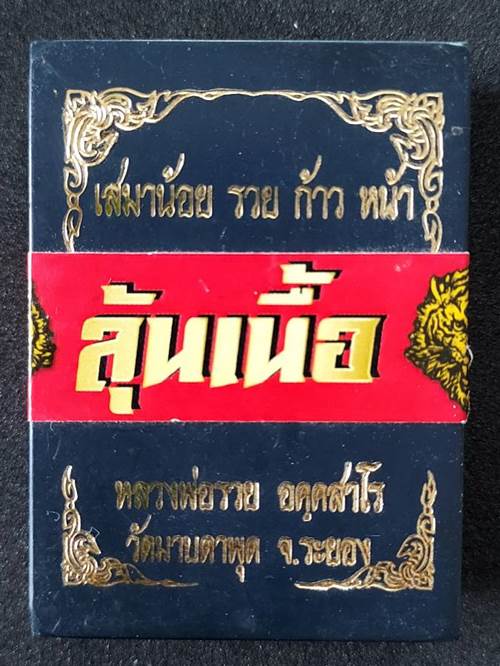 เสมาน้อย รวย ก้าว หน้า
ลุ้นเนื้อ
หลวงพ่อรวย อคฺคสาโร
วัดมาบตาพุด จ.ระยอง